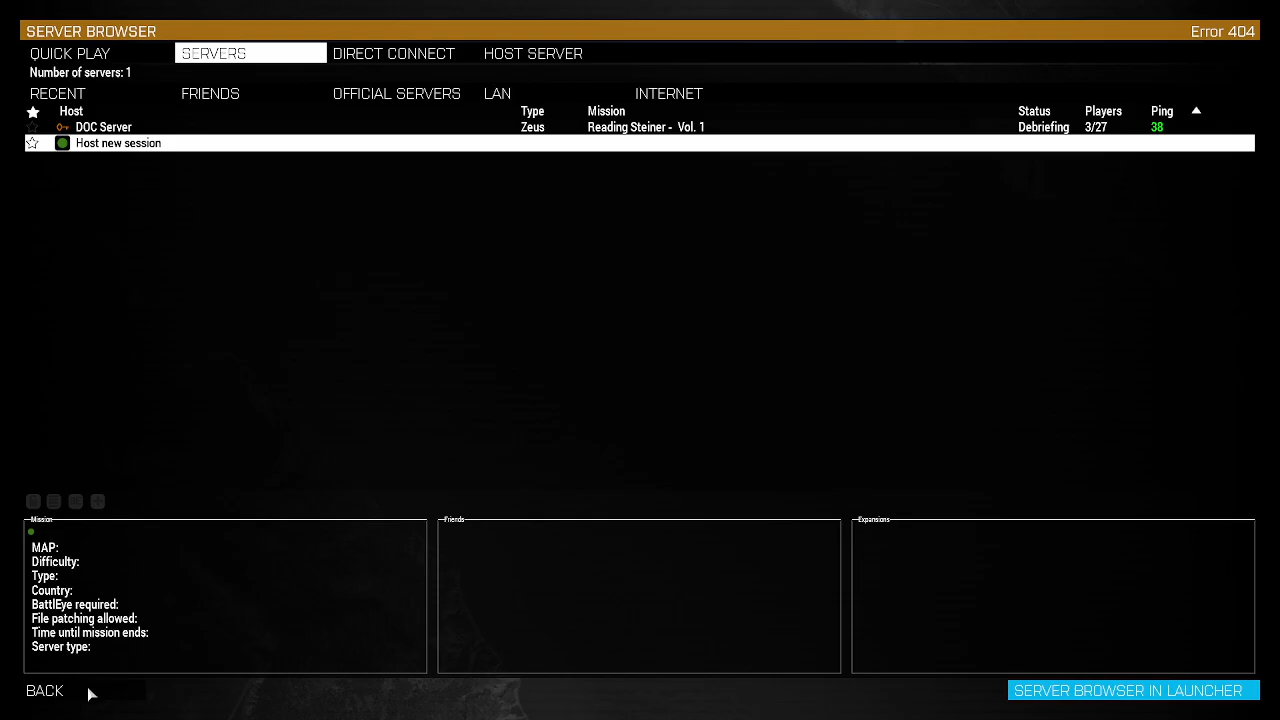 SERVER BROWSER Error 404
QUICK PLAY SERVERS DIRECT CONNECT HOST SERVER
Number of servers: 1
RECENT FRIENDS OFFICIAL SERVERS LAN INTERNET
Host Type Mission Status Players Ping
DOC Server Zeus Reading Steiner - Vol. 1 Debriefing 3/27 38
Host new session
Mission Friends Expansions
MAP:
Difficulty:
Type:
Country:
BattlEye required:
File patching allowed:
Time until mission ends:
Server type:
BACK SERVER BROWSER IN LAUNCHER